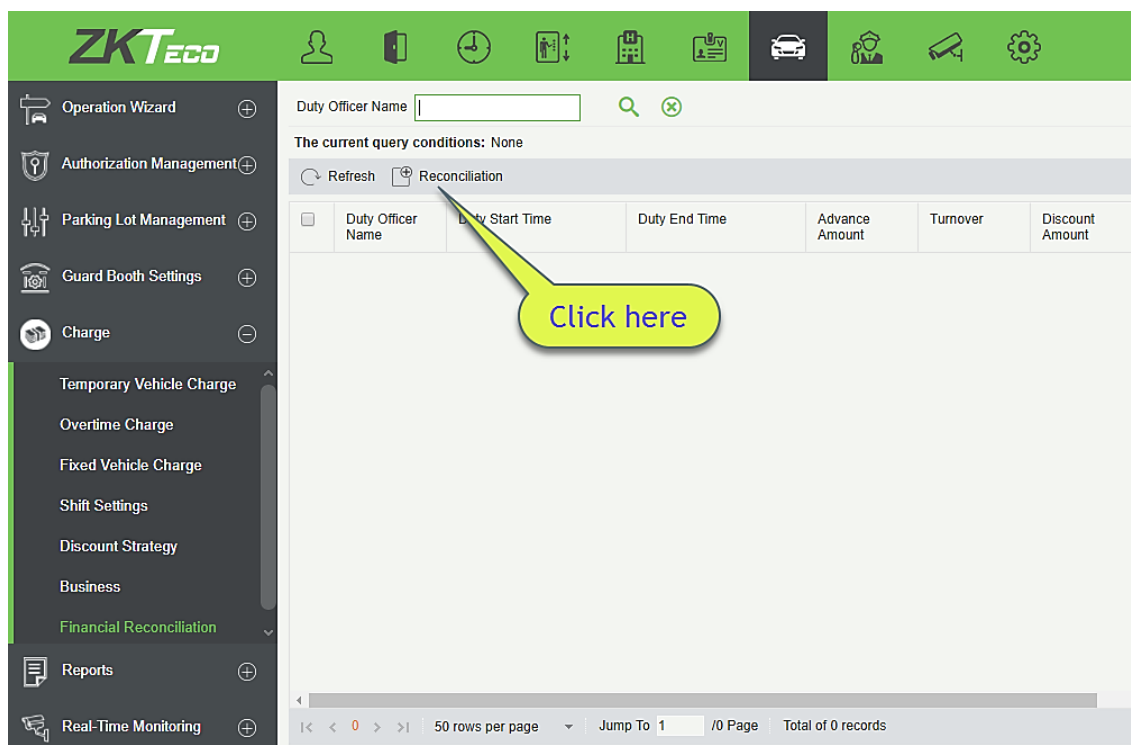 ZKTECO
Operation Wizard
Authorization Management
Parking Lot Management
Guard Booth Settings
Charge
Temporary Vehicle Charge
Overtime Charge
Fixed Vehicle Charge
Shift Settings
Discount Strategy
Business
Financial Reconciliation
Reports
Real-Time Monitoring
Duty Officer Name
The current query conditions: None
Refresh Reconciliation
Duty Officer Name Duty Start Time Duty End Time Advance Amount Turnover Discount Amount
Click here
|< < 0 > >| 50 rows per page Jump To 1 /0 Page Total of 0 records